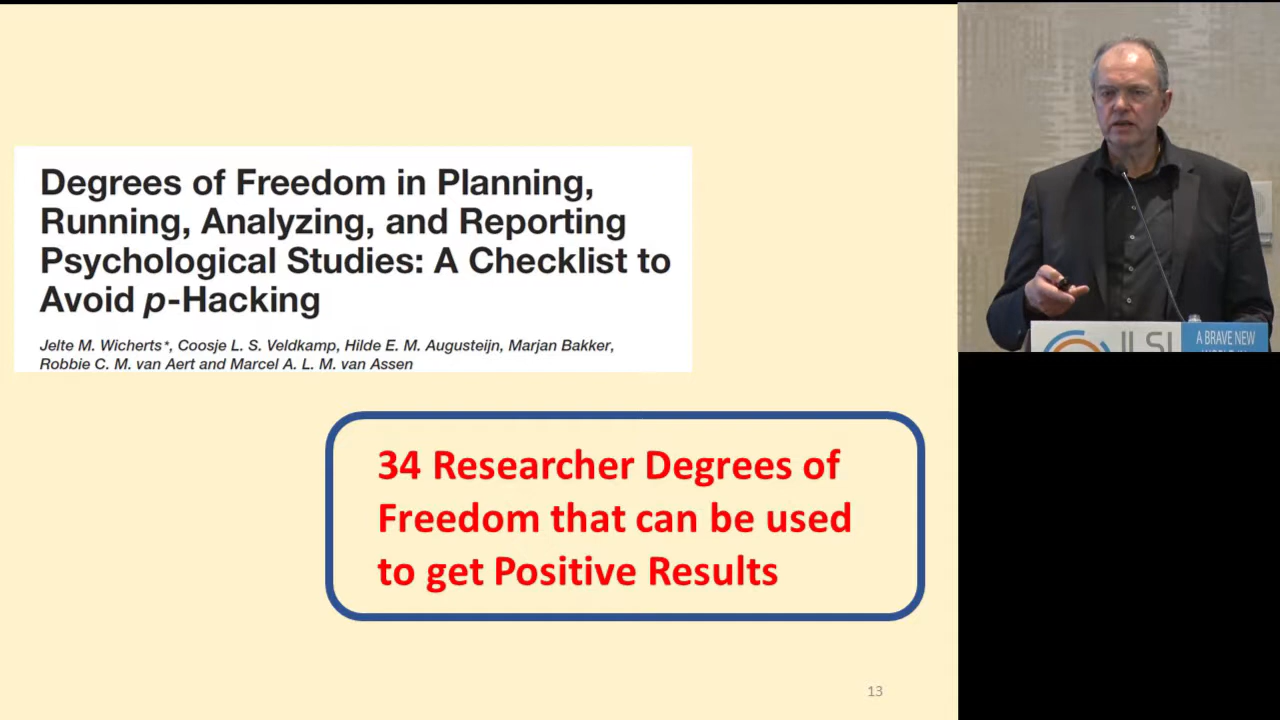 Degrees of Freedom in Planning,
Running, Analyzing, and Reporting
Psychological Studies: A Checklist to
Avoid p-Hacking
Jelte M. Wicherts*, Coosje L. S. Veldkamp, Hilde E. M. Augusteijn, Marjan Bakker,
Robbie C. M. van Aert and Marcel A. L. M. van Assen
34 Researcher Degrees of
Freedom that can be used
to get Positive Results
13
ILSI
A BRAVE NEW